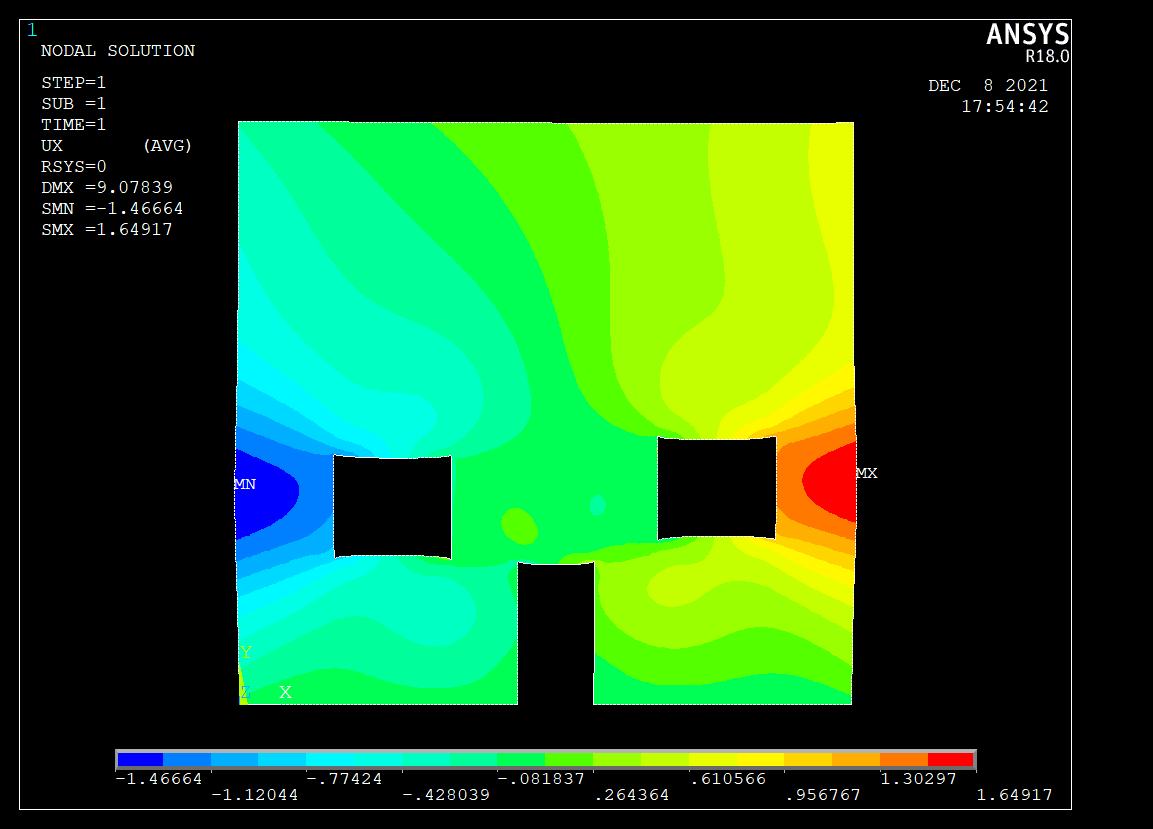 1
ANSYS
R18.0
NODAL SOLUTION
STEP=1
SUB =1
TIME=1
UX (AVG)
RSYS=0
DMX =9.07839
SMN =-1.46664
SMX =1.64917
DEC 8 2021
17:54:42
MX
MN
Y
Z X
-1.46664 -.77424 -.081837 .610566 1.30297
-1.12044 -.428039 .264364 .956767 1.64917